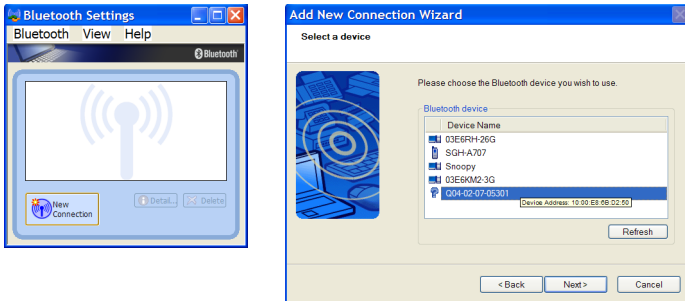 Bluetooth Settings
Bluetooth View Help
Bluetooth
New
Connection
Detail...
Delete
Add New Connection Wizard
Select a device
Please choose the Bluetooth device you wish to use.
Bluetooth device
Device Name
03E6RH-26G
SGH-A707
Snoopy
03E6KM2-3G
Q04-02-07-05301
Device Address: 10:00:E8:6B:D2:50
Refresh
< Back Next > Cancel